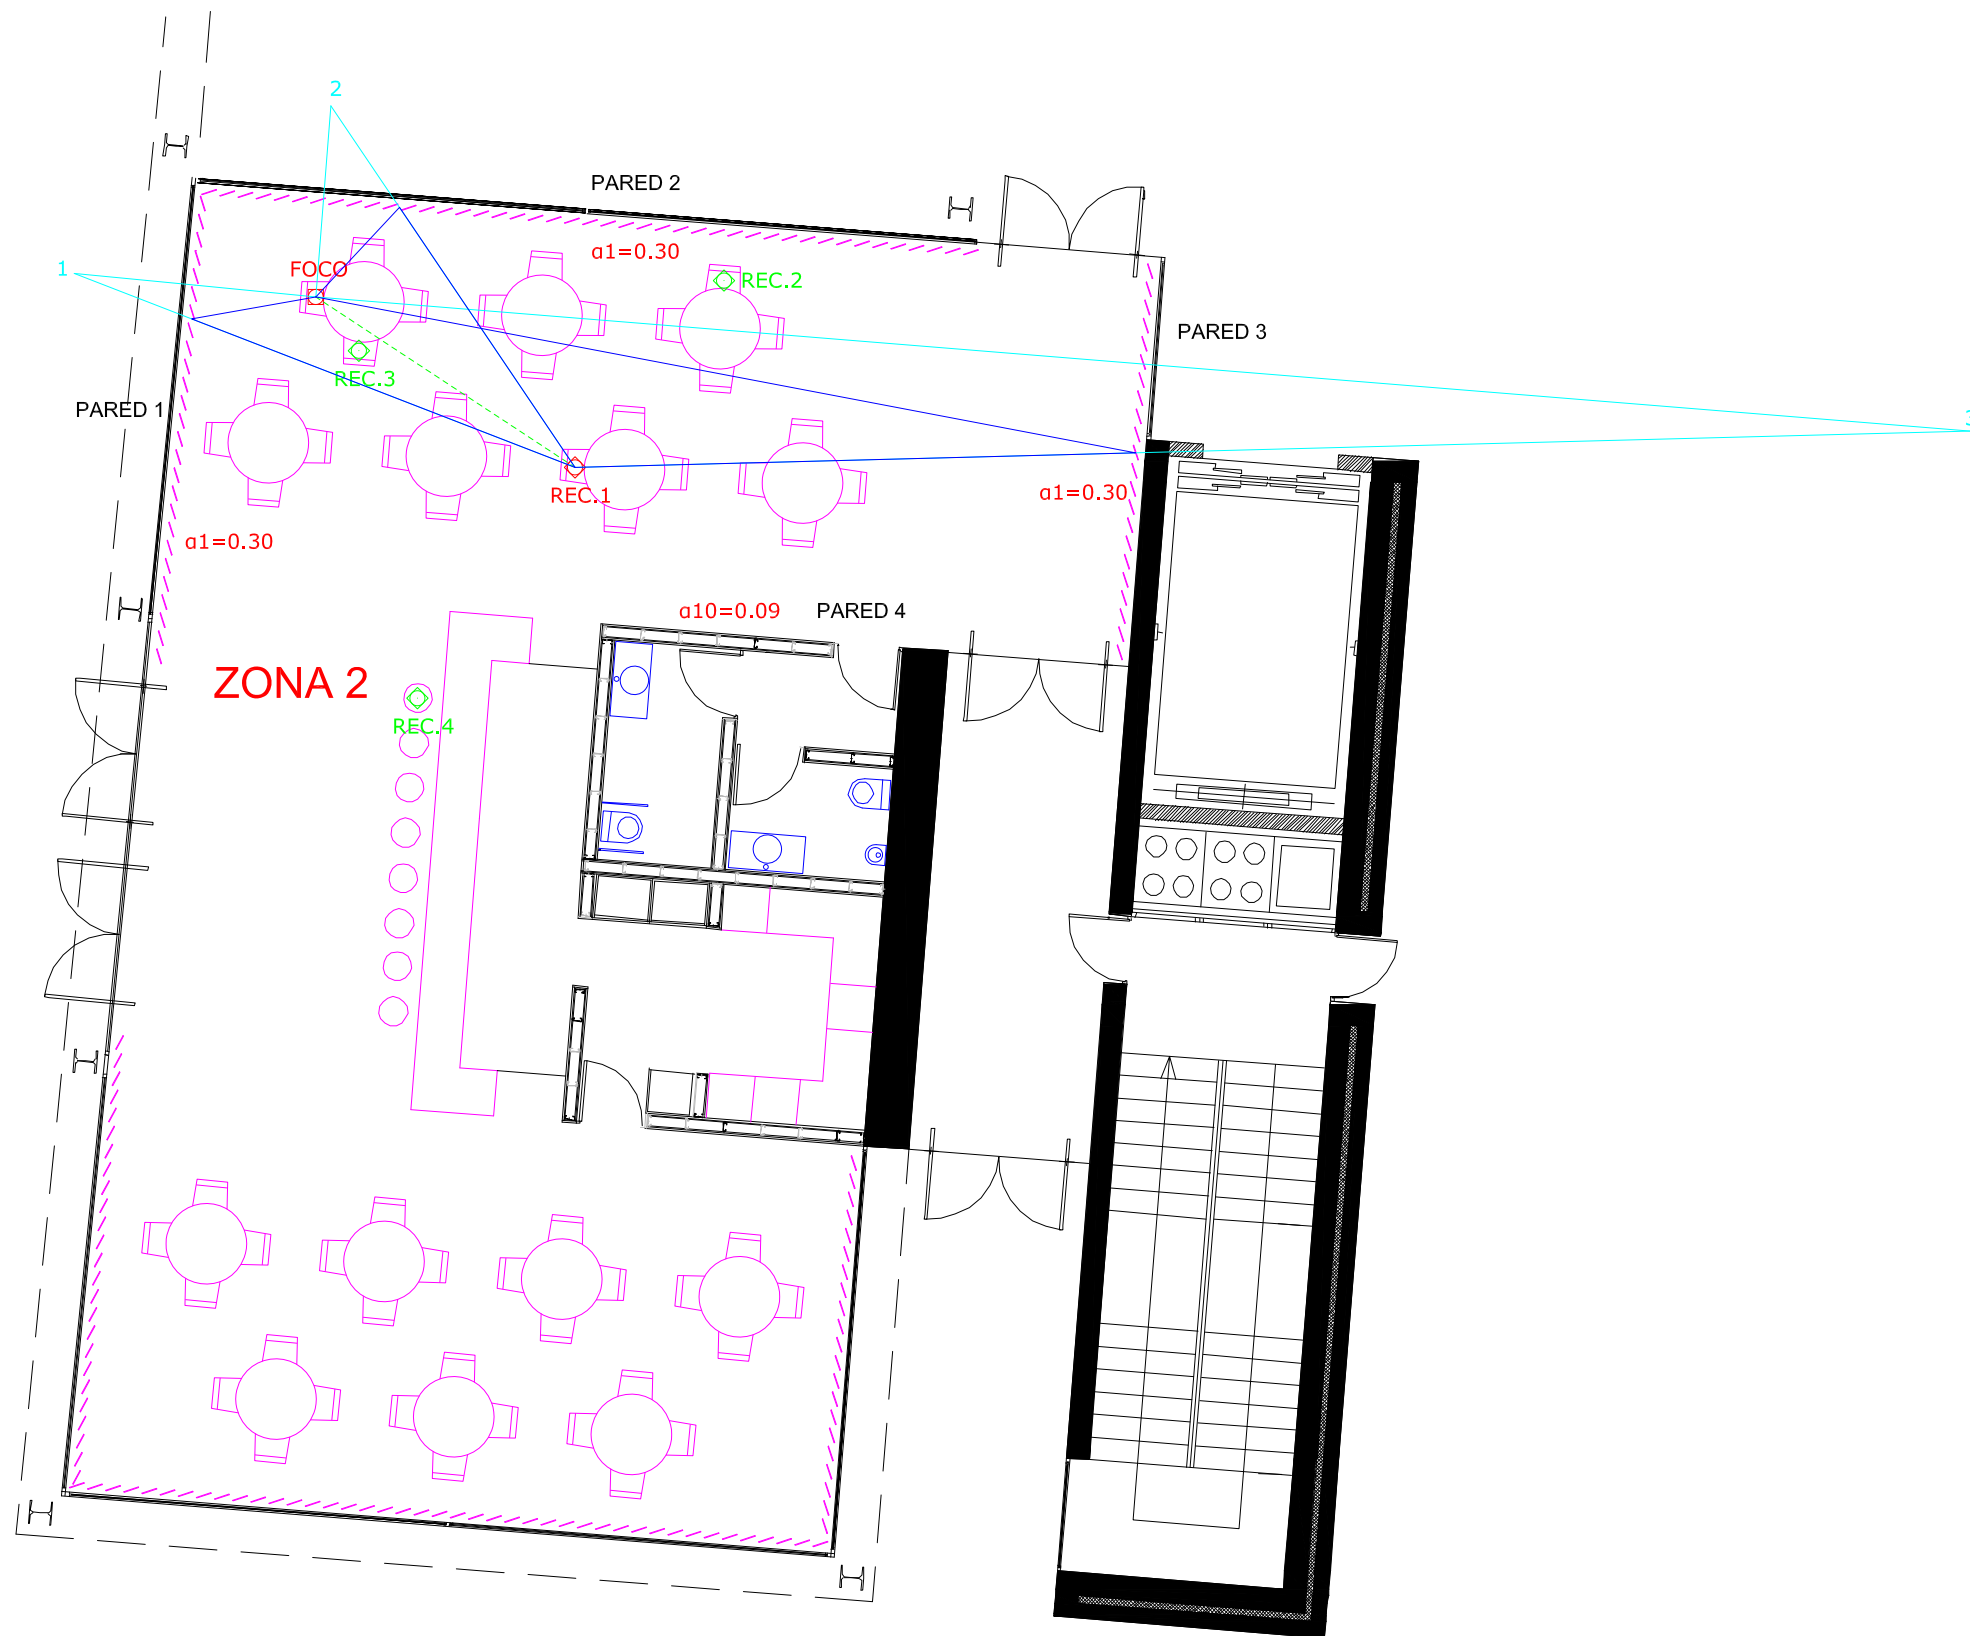 2
PARED 2
α1=0.30
FOCO
1
REC.2
PARED 3
REC.3
PARED 1
3
REC.1
α1=0.30
α1=0.30
α10=0.09
PARED 4
ZONA 2
REC.4